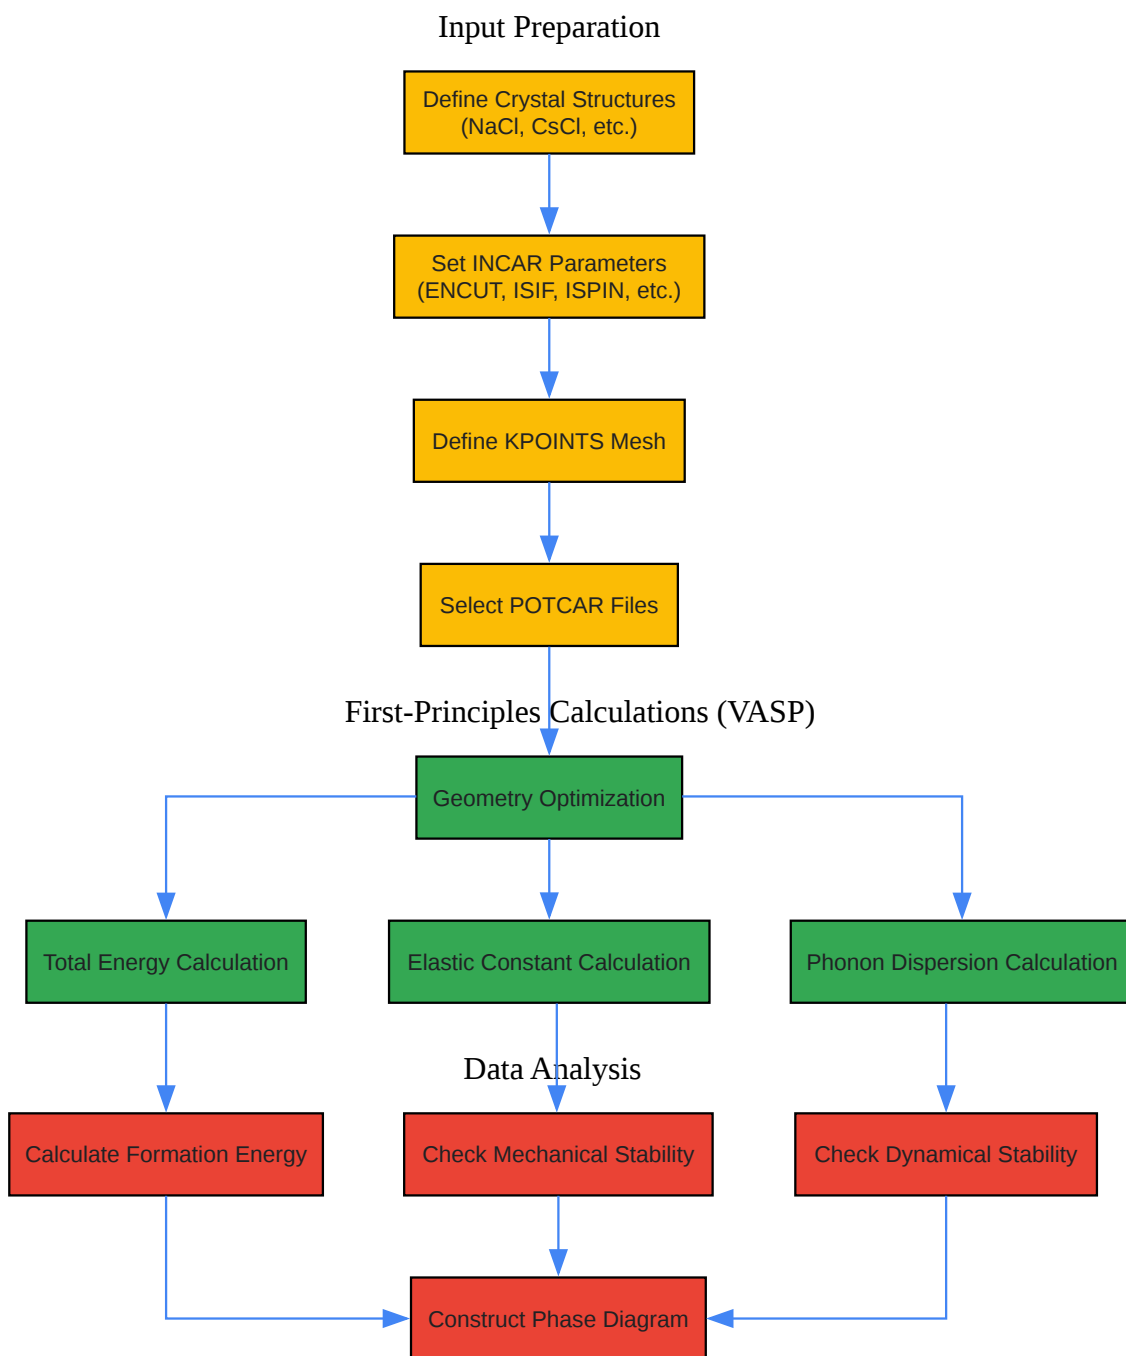 Input Preparation
Define Crystal Structures
(NaCl, CsCl, etc.)
Set INCAR Parameters
(ENCUT, ISIF, ISPIN, etc.)
Define KPOINTS Mesh
Select POTCAR Files
First-Principles Calculations (VASP)
Geometry Optimization
Total Energy Calculation
Elastic Constant Calculation
Phonon Dispersion Calculation
Data Analysis
Calculate Formation Energy
Check Mechanical Stability
Check Dynamical Stability
Construct Phase Diagram